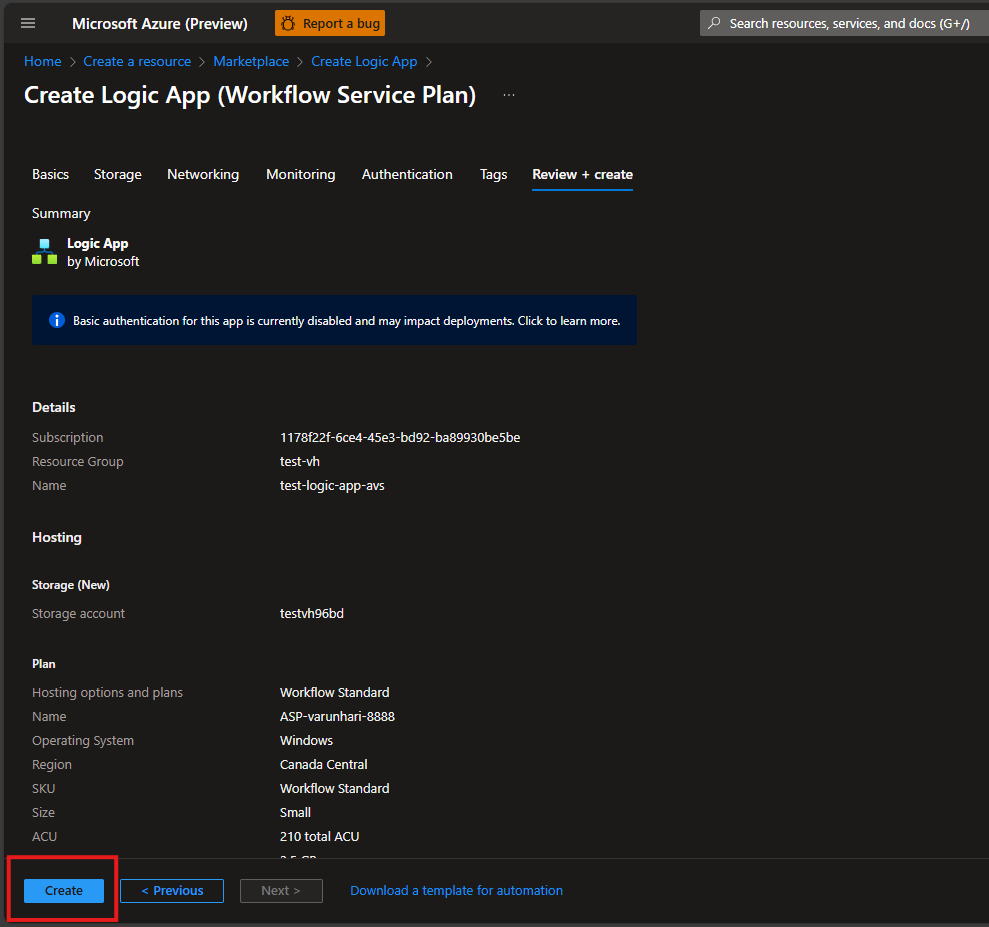 Microsoft Azure (Preview) Report a bug Search resources, services, and docs (G+/)
Home > Create a resource > Marketplace > Create Logic App >
Create Logic App (Workflow Service Plan) ...
Basics Storage Networking Monitoring Authentication Tags Review + create
Summary
Logic App
by Microsoft
Basic authentication for this app is currently disabled and may impact deployments. Click to learn more.
Details
Subscription 1178f22f-6ce4-45e3-bd92-ba89930be5be
Resource Group test-vh
Name test-logic-app-avs
Hosting
Storage (New)
Storage account testvh96bd
Plan
Hosting options and plans Workflow Standard
Name ASP-varunhari-8888
Operating System Windows
Region Canada Central
SKU Workflow Standard
Size Small
ACU 210 total ACU
Create < Previous Next > Download a template for automation